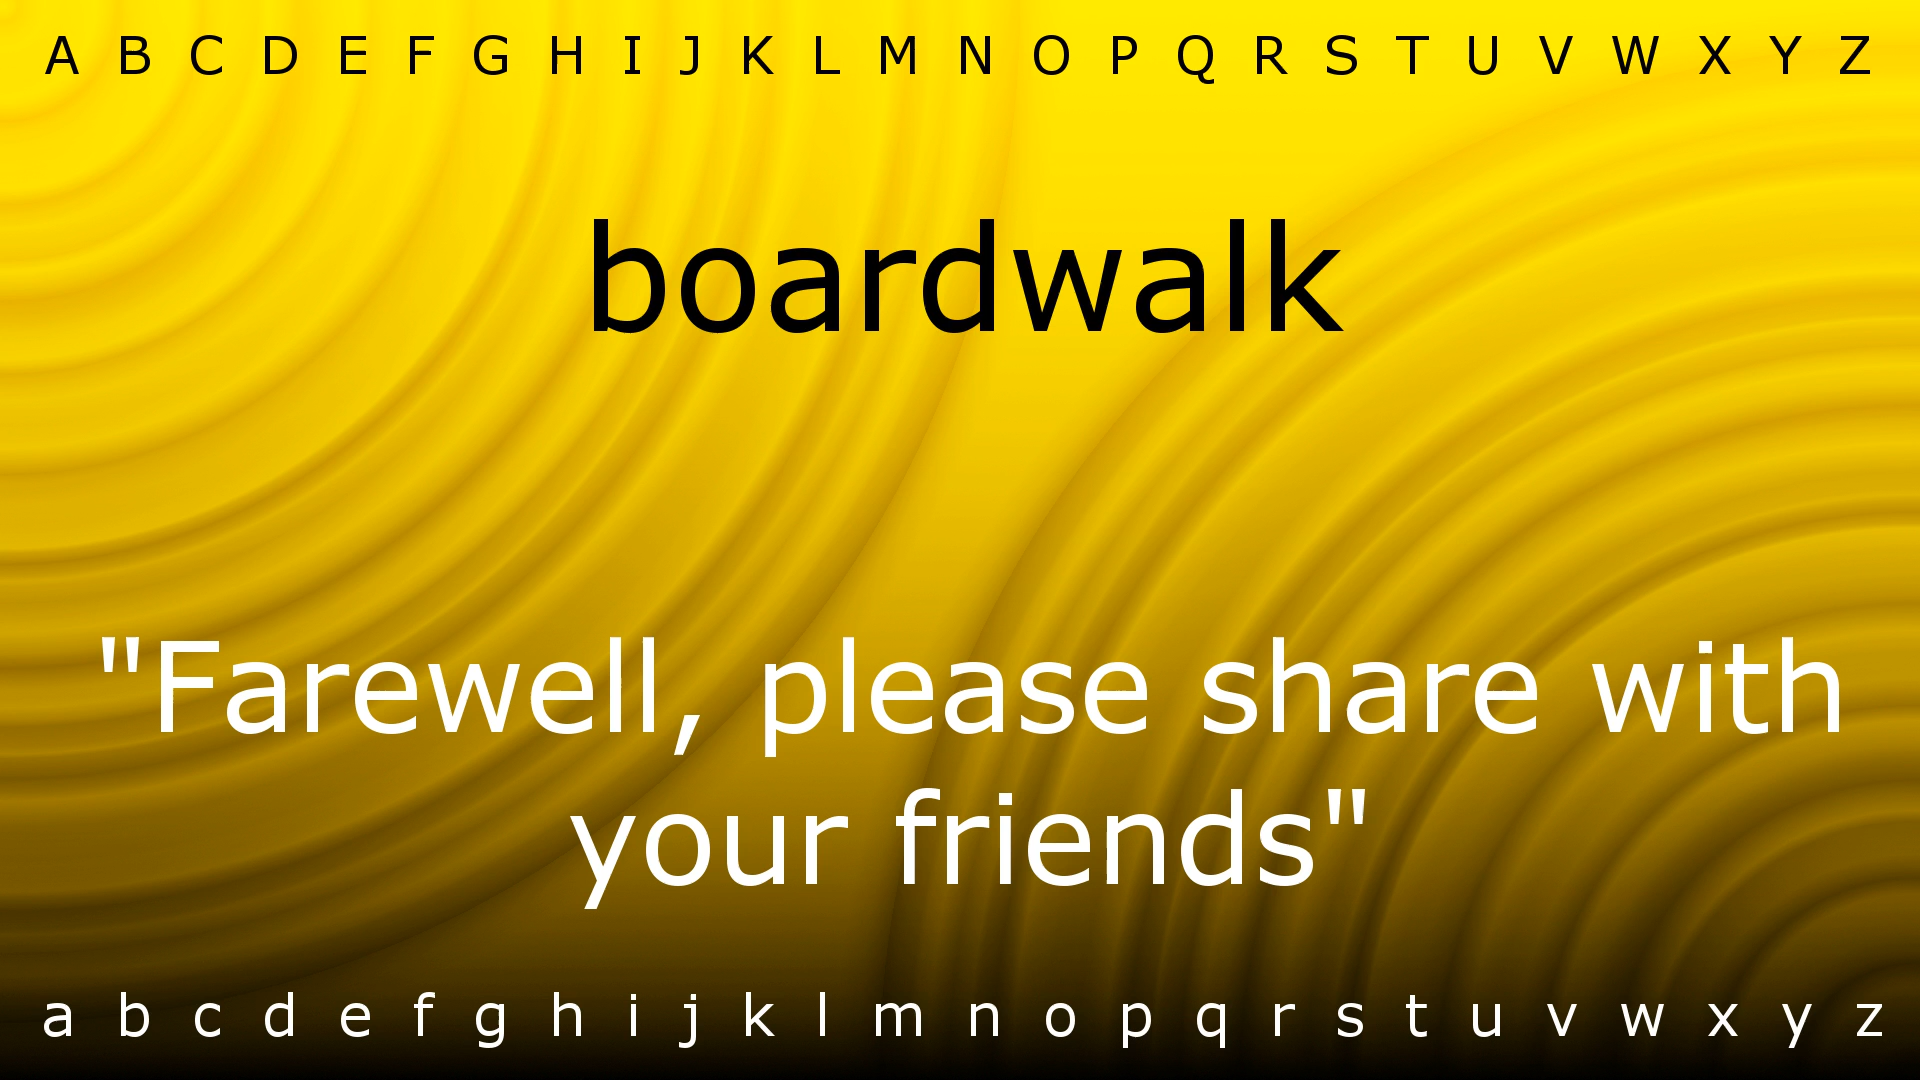 A B C D E F G H I J K L M N O P Q R S T U V W X Y Z
boardwalk
"Farewell, please share with
your friends"
a b c d e f g h i j k l m n o p q r s t u v w x y z